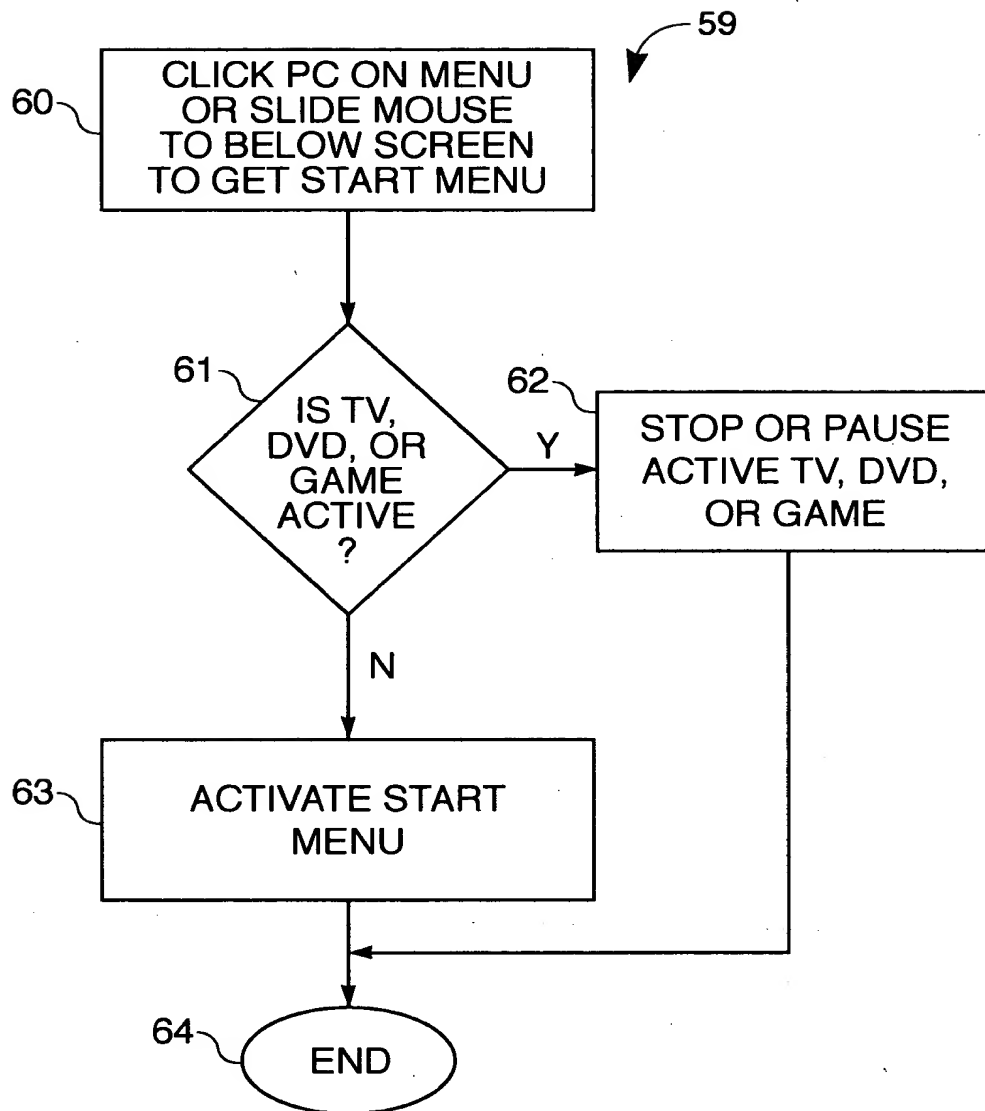 59
60
CLICK PC ON MENU
OR SLIDE MOUSE
TO BELOW SCREEN
TO GET START MENU
61
IS TV,
DVD, OR
GAME
ACTIVE
?
Y
62
STOP OR PAUSE
ACTIVE TV, DVD,
OR GAME
N
63
ACTIVATE START
MENU
64
END